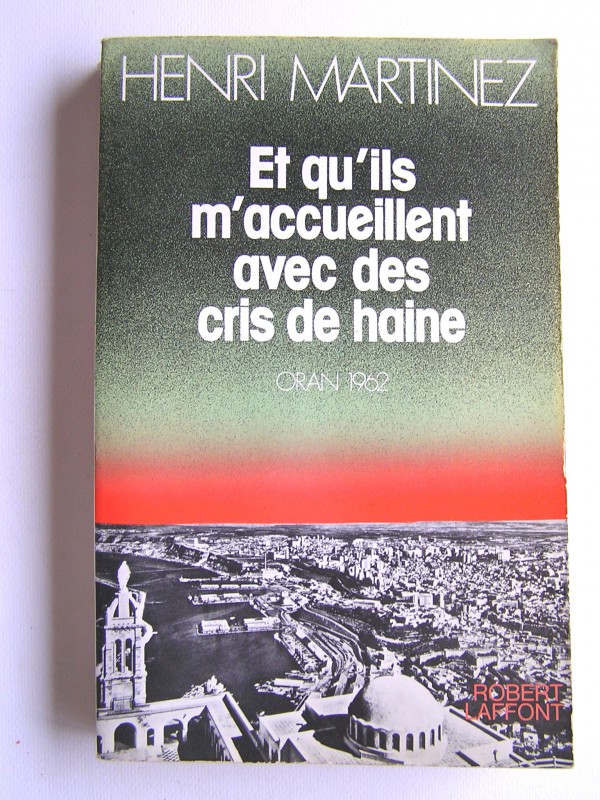 HENRI MARTINEZ
Et qu'ils
m'accueillent
avec des
cris de haine
ORAN 1962
ROBERT
LAFFONT